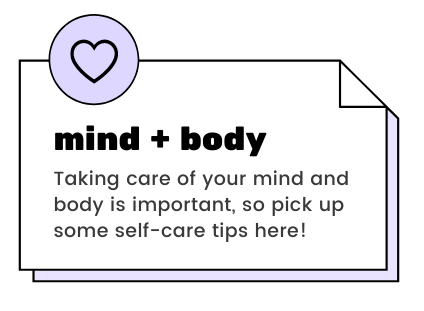 mind + body
Taking care of your mind and
body is important, so pick up
some self-care tips here!